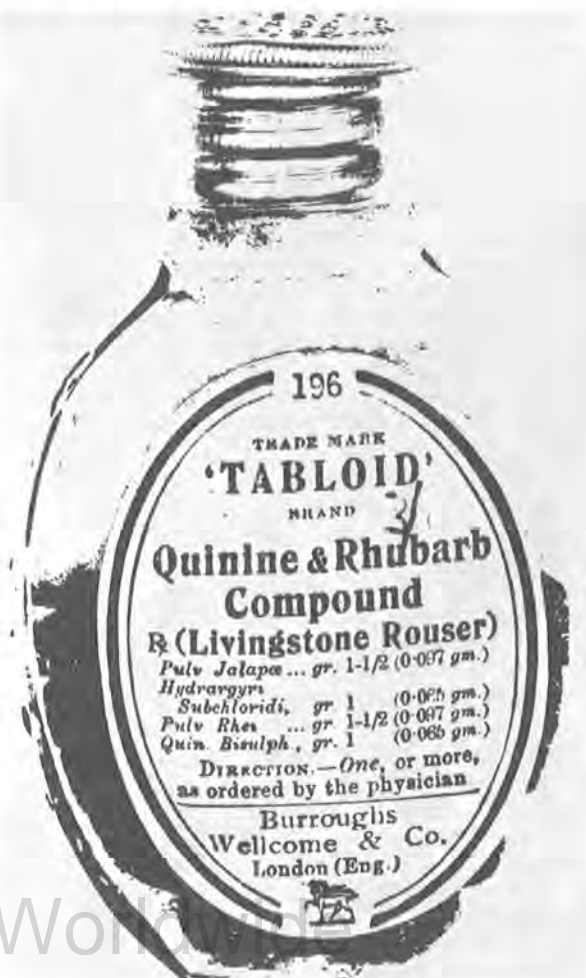 196
TRADE MARK
'TABLOID'
BRAND
Quinine & Rhubarb
Compound
℞ (Livingstone Rouser)
Pulv Jalapæ ... gr. 1-1/2 (0·097 gm.)
Hydrargyri
Subchloridi, gr 1 (0·065 gm.)
Pulv Rhei ... gr 1-1/2 (0·097 gm.)
Quin. Bisulph, gr. 1 (0·065 gm.)
DIRECTION.—One, or more,
as ordered by the physician
Burroughs
Wellcome & Co.
London (Eng.)
Worldwide